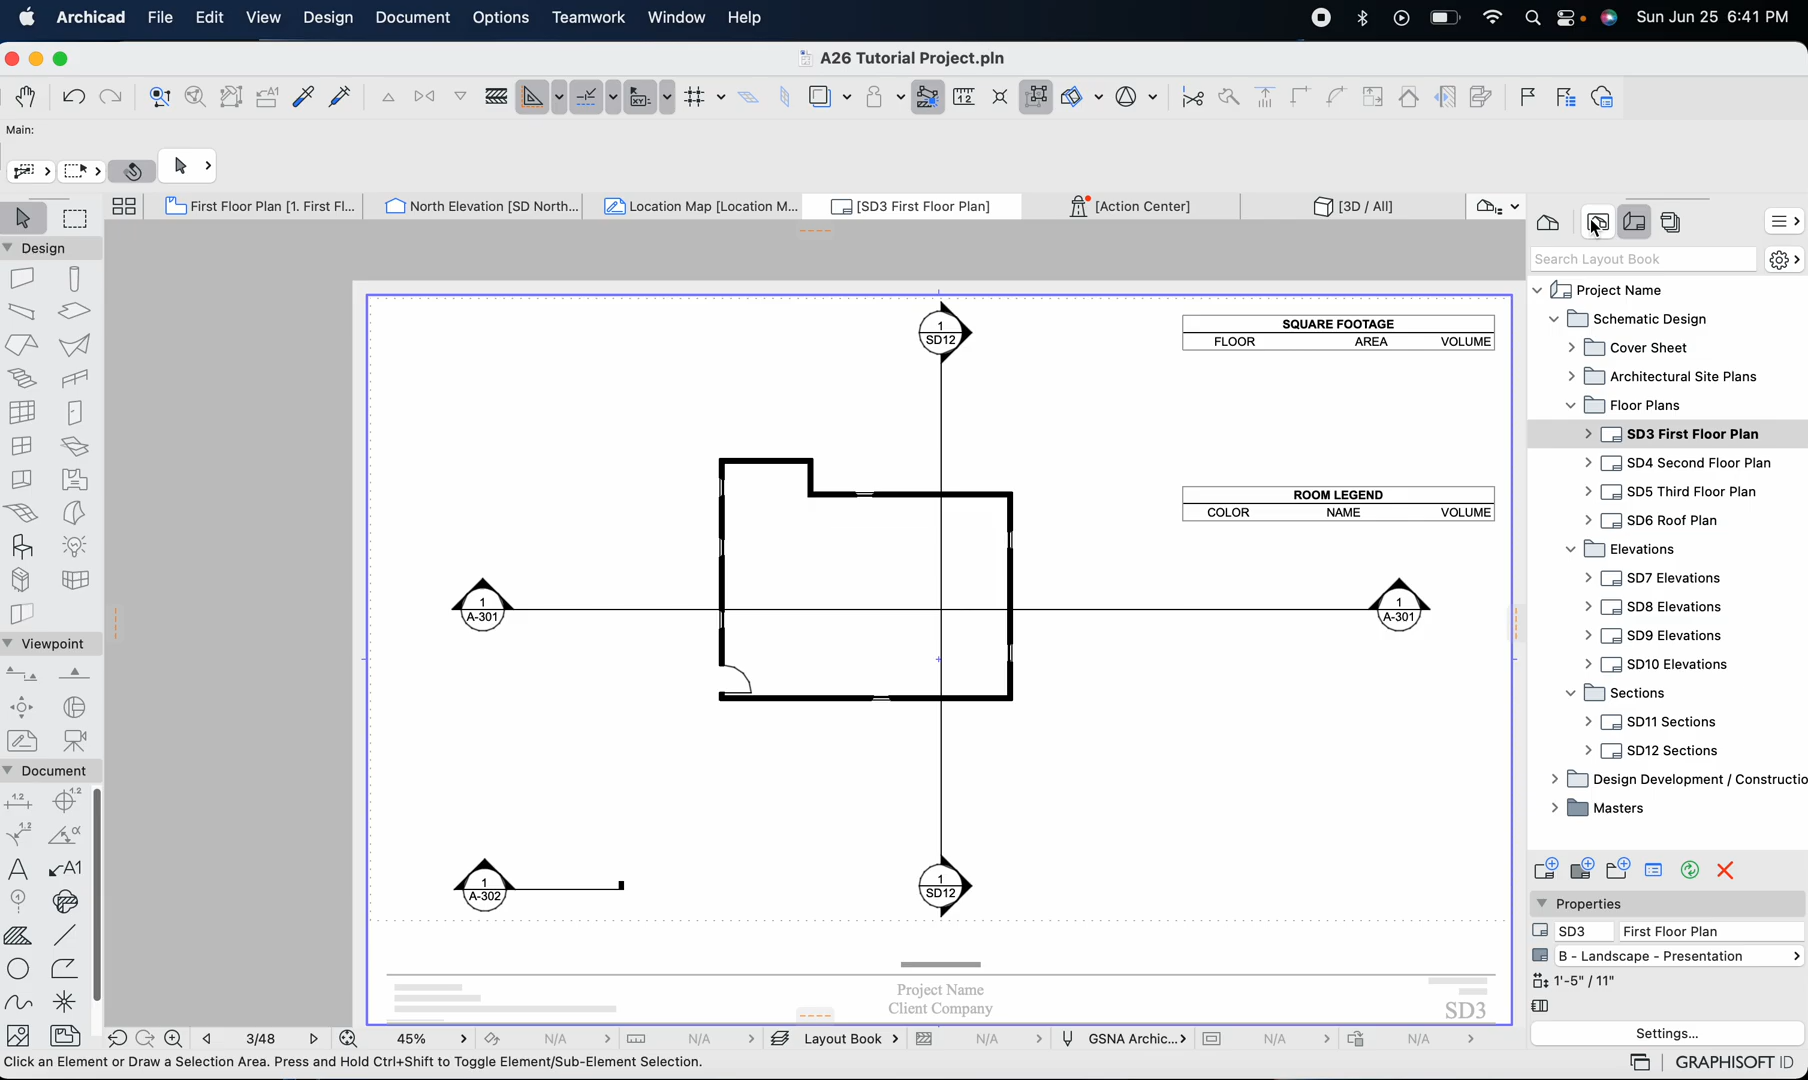 Archicad File Edit View Design Document Options Teamwork Window Help Sun Jun 25 6:41 PM
A26 Tutorial Project.pln
Main:
First Floor Plan [1. First Fl... North Elevation [SD North... Location Map [Location M... [SD3 First Floor Plan] [Action Center] [3D / All]
Design
Viewpoint
Document
1
SD12
SQUARE FOOTAGE
FLOOR AREA VOLUME
ROOM LEGEND
COLOR NAME VOLUME
1
A-301
1
A-301
1
A-302
1
SD12
Project Name
Client Company
SD3
Search Layout Book
Project Name
Schematic Design
Cover Sheet
Architectural Site Plans
Floor Plans
SD3 First Floor Plan
SD4 Second Floor Plan
SD5 Third Floor Plan
SD6 Roof Plan
Elevations
SD7 Elevations
SD8 Elevations
SD9 Elevations
SD10 Elevations
Sections
SD11 Sections
SD12 Sections
Design Development / Constructio
Masters
Properties
SD3 First Floor Plan
B - Landscape - Presentation
1'-5" / 11"
Settings...
3/48 45% N/A N/A Layout Book N/A GSNA Archic... N/A N/A
Click an Element or Draw a Selection Area. Press and Hold Ctrl+Shift to Toggle Element/Sub-Element Selection.
GRAPHISOFT ID